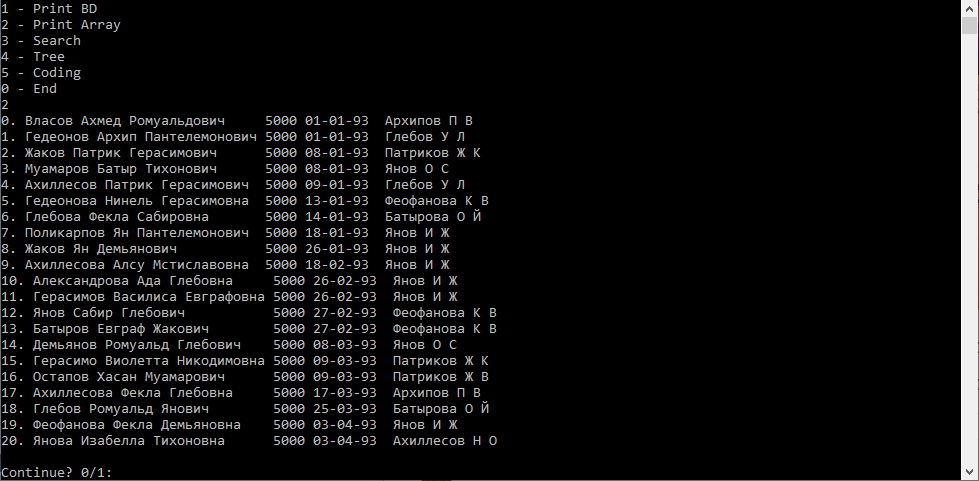 1 - Print BD
2 - Print Array
3 - Search
4 - Tree
5 - Coding
0 - End
2
0. Власов Ахмед Ромуальдович 5000 01-01-93 Архипов П В
1. Гедеонов Архип Пантелемонович 5000 01-01-93 Глебов У Л
2. Жаков Патрик Герасимович 5000 08-01-93 Патриков Ж К
3. Муамаров Батыр Тихонович 5000 08-01-93 Янов О С
4. Ахиллесов Патрик Герасимович 5000 09-01-93 Глебов У Л
5. Гедеонова Нинель Герасимовна 5000 13-01-93 Феофанова К В
6. Глебова Фекла Сабировна 5000 14-01-93 Батырова О Й
7. Поликарпов Ян Пантелемонович 5000 18-01-93 Янов И Ж
8. Жаков Ян Демьянович 5000 26-01-93 Янов И Ж
9. Ахиллесова Алсу Мстиславовна 5000 18-02-93 Янов И Ж
10. Александрова Ада Глебовна 5000 26-02-93 Янов И Ж
11. Герасимов Василиса Евграфовна 5000 26-02-93 Янов И Ж
12. Янов Сабир Глебович 5000 27-02-93 Феофанова К В
13. Батыров Евграф Жакович 5000 27-02-93 Феофанова К В
14. Демьянов Ромуальд Глебович 5000 08-03-93 Янов О С
15. Герасимо Виолетта Никодимовна 5000 09-03-93 Патриков Ж К
16. Остапов Хасан Муамарович 5000 09-03-93 Патриков Ж В
17. Ахиллесова Фекла Глебовна 5000 17-03-93 Архипов П В
18. Глебов Ромуальд Янович 5000 25-03-93 Батырова О Й
19. Феофанова Фекла Демьяновна 5000 03-04-93 Янов И Ж
20. Янова Изабелла Тихоновна 5000 03-04-93 Ахиллесов Н О
Continue? 0/1: